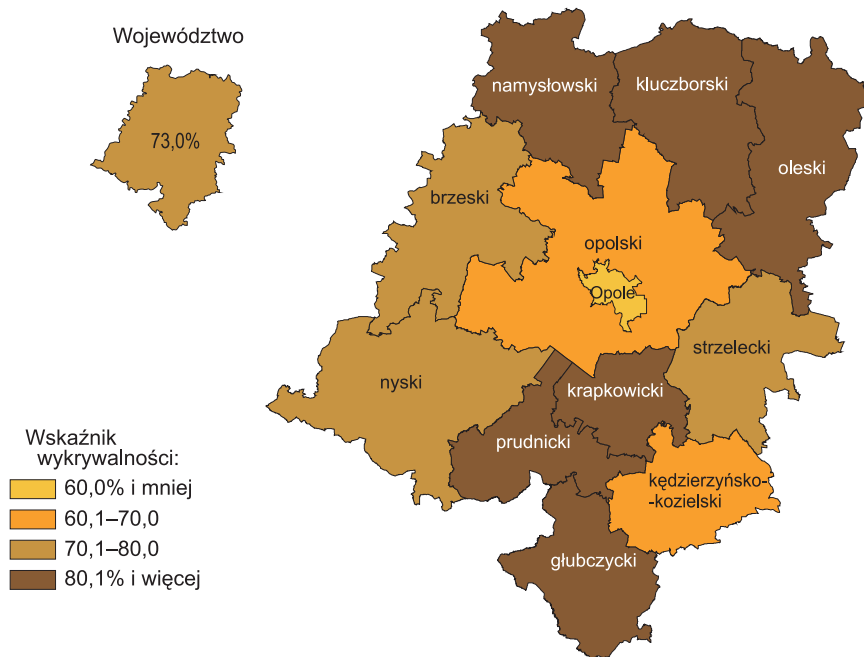 Województwo
73,0%
namysłowski
kluczborski
oleski
brzeski
opolski
Opole
strzelecki
nyski
krapkowicki
prudnicki
kędzierzyńsko-
-kozielski
głubczycki
Wskaźnik
wykrywalności:
60,0% i mniej
60,1–70,0
70,1–80,0
80,1% i więcej